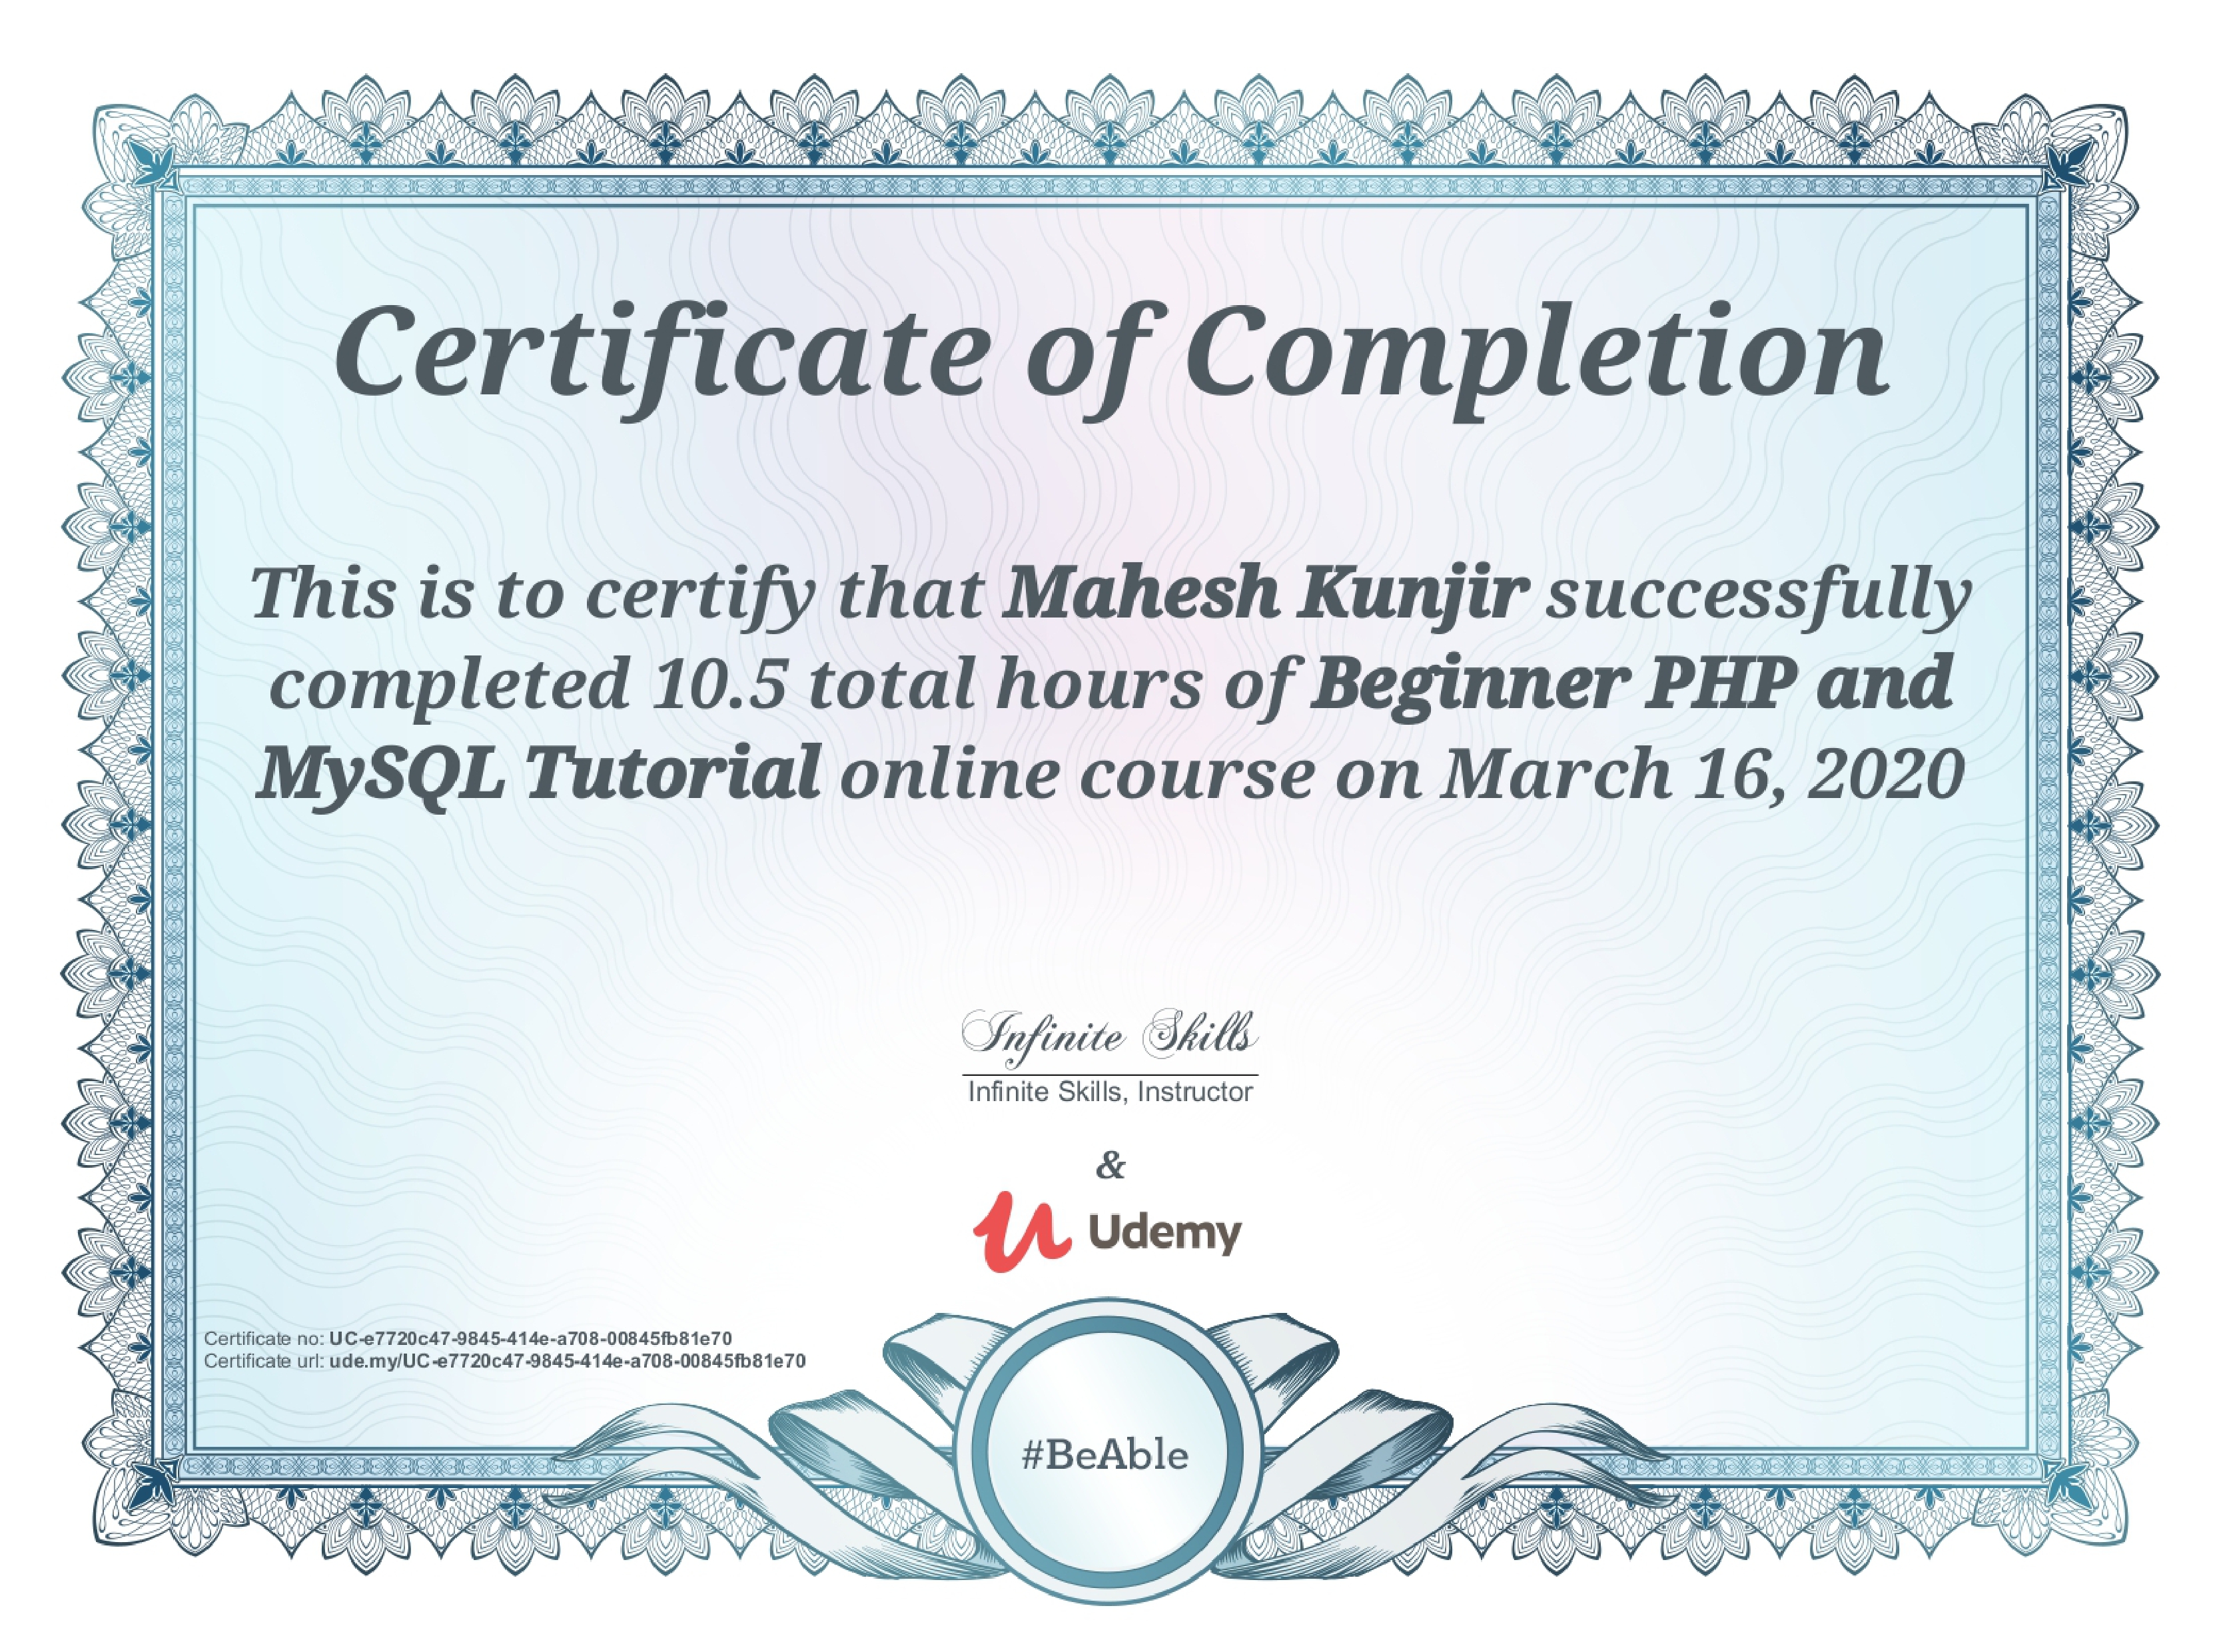 Certificate of Completion
This is to certify that Mahesh Kunjir successfully
completed 10.5 total hours of Beginner PHP and
MySQL Tutorial online course on March 16, 2020
Infinite Skills
Infinite Skills, Instructor
&
Udemy
Certificate no: UC-e7720c47-9845-414e-a708-00845fb81e70
Certificate url: ude.my/UC-e7720c47-9845-414e-a708-00845fb81e70
#BeAble